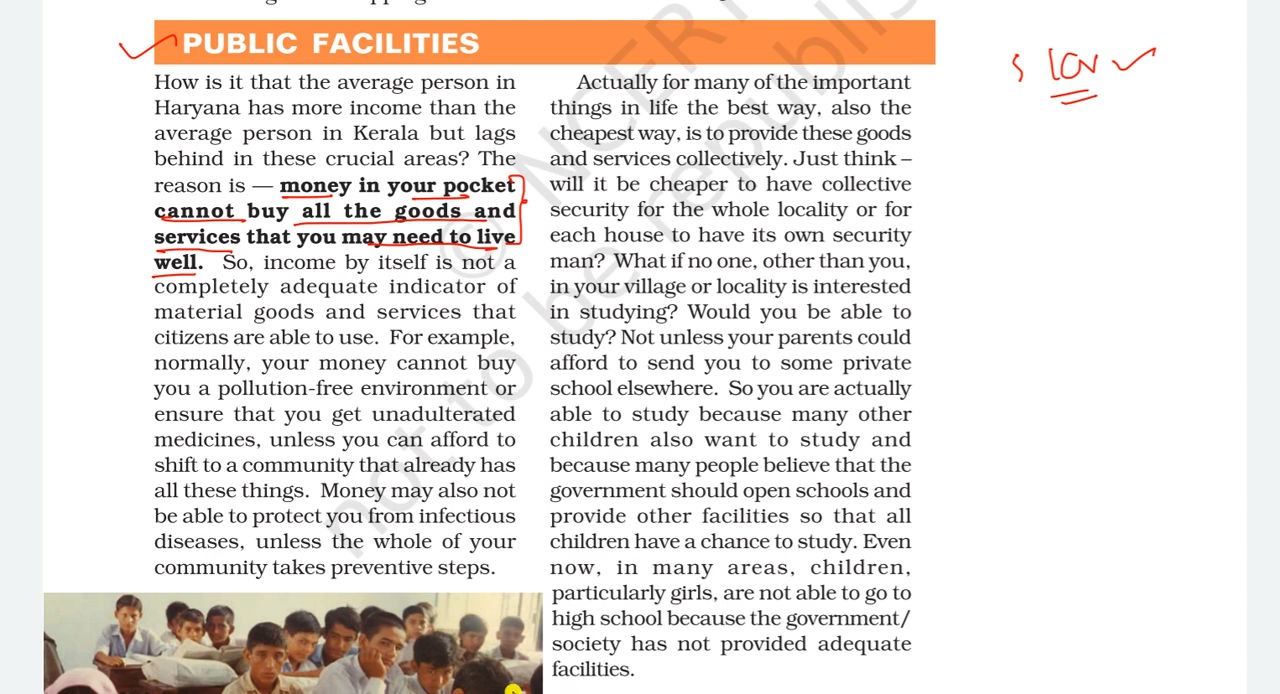 PUBLIC FACILITIES
How is it that the average person in
Haryana has more income than the
average person in Kerala but lags
behind in these crucial areas? The
reason is — money in your pocket
cannot buy all the goods and
services that you may need to live
well. So, income by itself is not a
completely adequate indicator of
material goods and services that
citizens are able to use. For example,
normally, your money cannot buy
you a pollution-free environment or
ensure that you get unadulterated
medicines, unless you can afford to
shift to a community that already has
all these things. Money may also not
be able to protect you from infectious
diseases, unless the whole of your
community takes preventive steps.
Actually for many of the important
things in life the best way, also the
cheapest way, is to provide these goods
and services collectively. Just think –
will it be cheaper to have collective
security for the whole locality or for
each house to have its own security
man? What if no one, other than you,
in your village or locality is interested
in studying? Would you be able to
study? Not unless your parents could
afford to send you to some private
school elsewhere. So you are actually
able to study because many other
children also want to study and
because many people believe that the
government should open schools and
provide other facilities so that all
children have a chance to study. Even
now, in many areas, children,
particularly girls, are not able to go to
high school because the government/
society has not provided adequate
facilities.
© NCERT
not to be republis